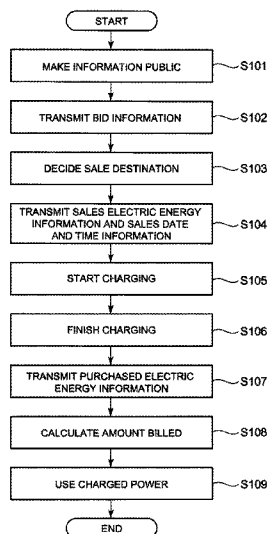 START
MAKE INFORMATION PUBLIC
S101
TRANSMIT BID INFORMATION
S102
DECIDE SALE DESTINATION
S103
TRANSMIT SALES ELECTRIC ENERGY
INFORMATION AND SALES DATE
AND TIME INFORMATION
S104
START CHARGING
S105
FINISH CHARGING
S106
TRANSMIT PURCHASED ELECTRIC
ENERGY INFORMATION
S107
CALCULATE AMOUNT BILLED
S108
USE CHARGED POWER
S109
END